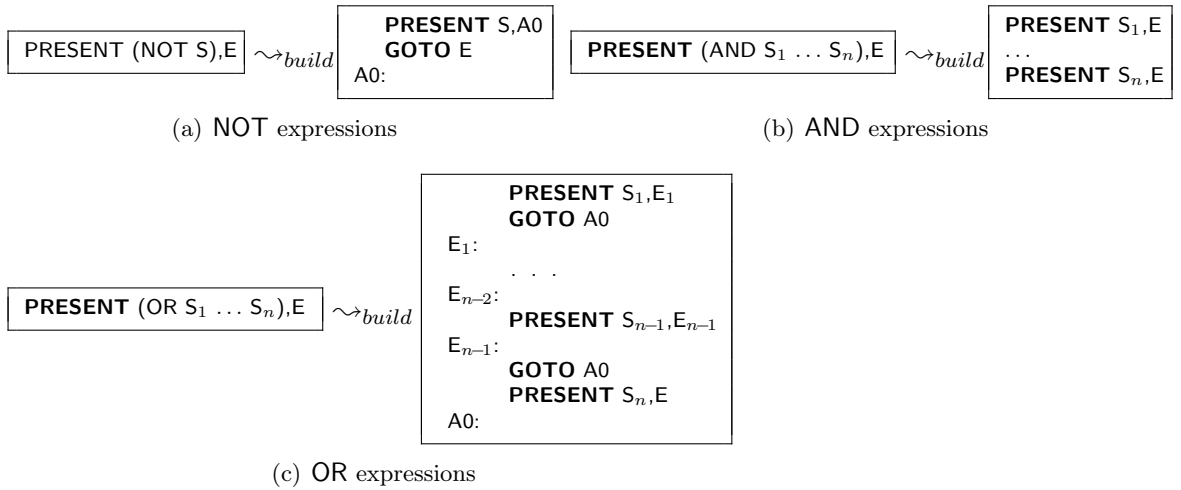 PRESENT (NOT S),E ⤳build
PRESENT S,A0
GOTO E
A0:
(a) NOT expressions
PRESENT (AND S₁ … Sₙ),E ⤳build
PRESENT S₁,E
...
PRESENT Sₙ,E
(b) AND expressions
PRESENT (OR S₁ … Sₙ),E ⤳build
PRESENT S₁,E₁
GOTO A0
E₁:
. . .
Eₙ₋₂:
PRESENT Sₙ₋₁,Eₙ₋₁
Eₙ₋₁:
GOTO A0
PRESENT Sₙ,E
A0:
(c) OR expressions